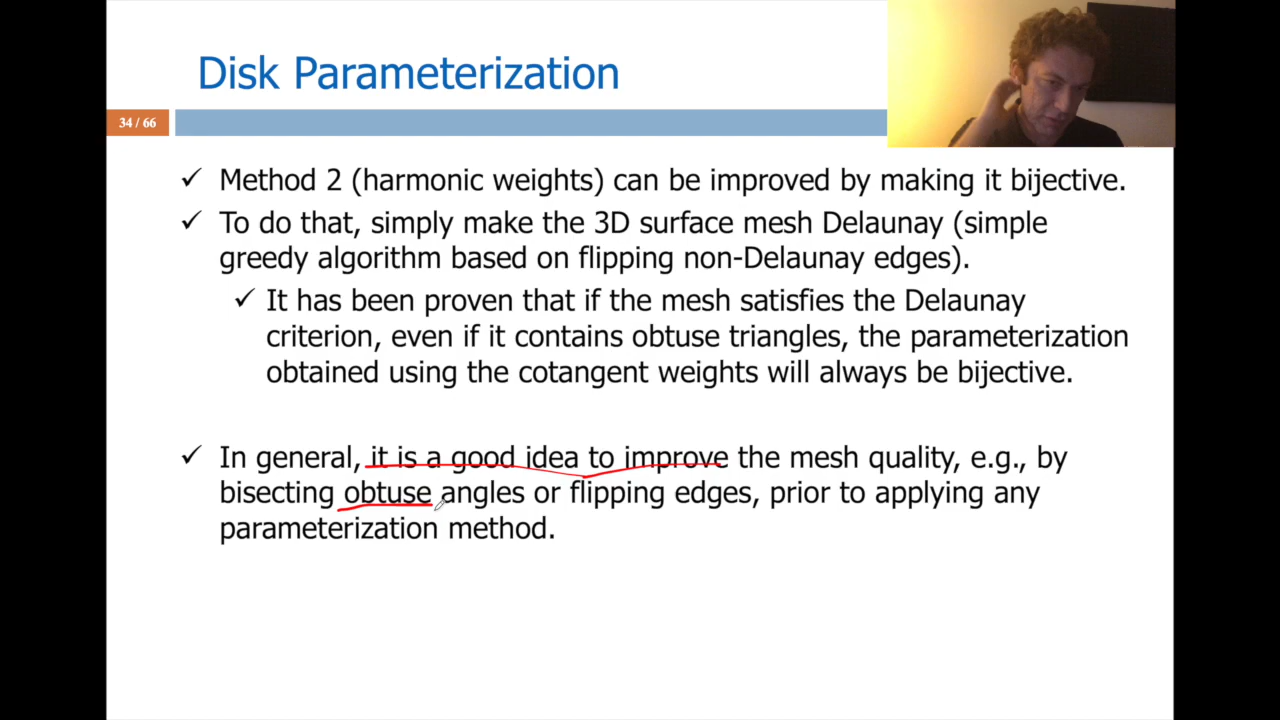 Disk Parameterization
34 / 66
✓ Method 2 (harmonic weights) can be improved by making it bijective.
✓ To do that, simply make the 3D surface mesh Delaunay (simple
greedy algorithm based on flipping non-Delaunay edges).
✓ It has been proven that if the mesh satisfies the Delaunay
criterion, even if it contains obtuse triangles, the parameterization
obtained using the cotangent weights will always be bijective.
✓ In general, it is a good idea to improve the mesh quality, e.g., by
bisecting obtuse angles or flipping edges, prior to applying any
parameterization method.